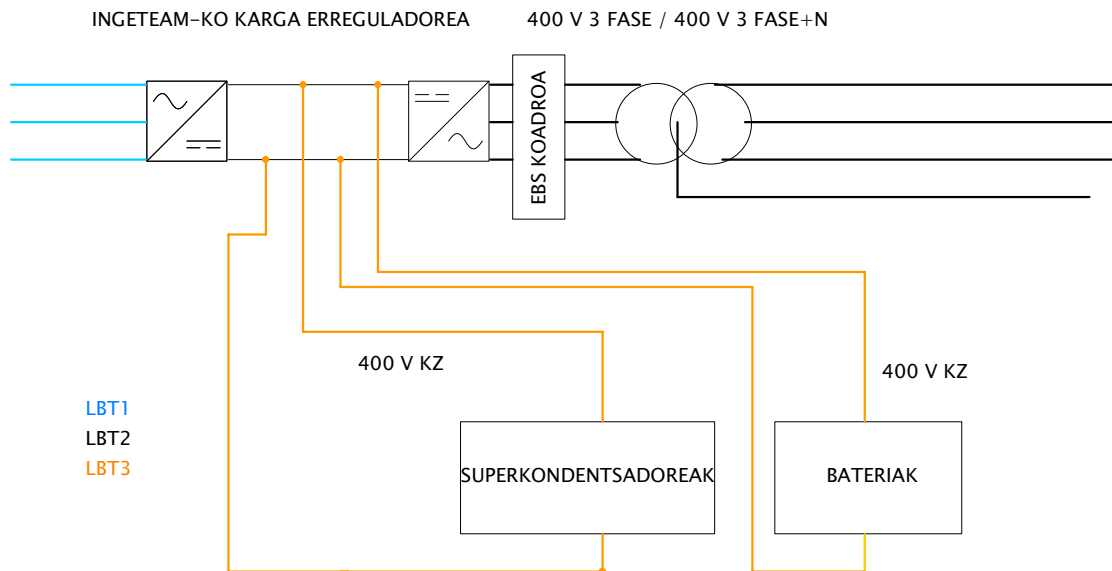 INGETEAM-KO KARGA ERREGULADOREA
400 V 3 FASE / 400 V 3 FASE+N
EBS KOADROA
400 V KZ
400 V KZ
LBT1
LBT2
LBT3
SUPERKONDENTSADOREAK
BATERIAK